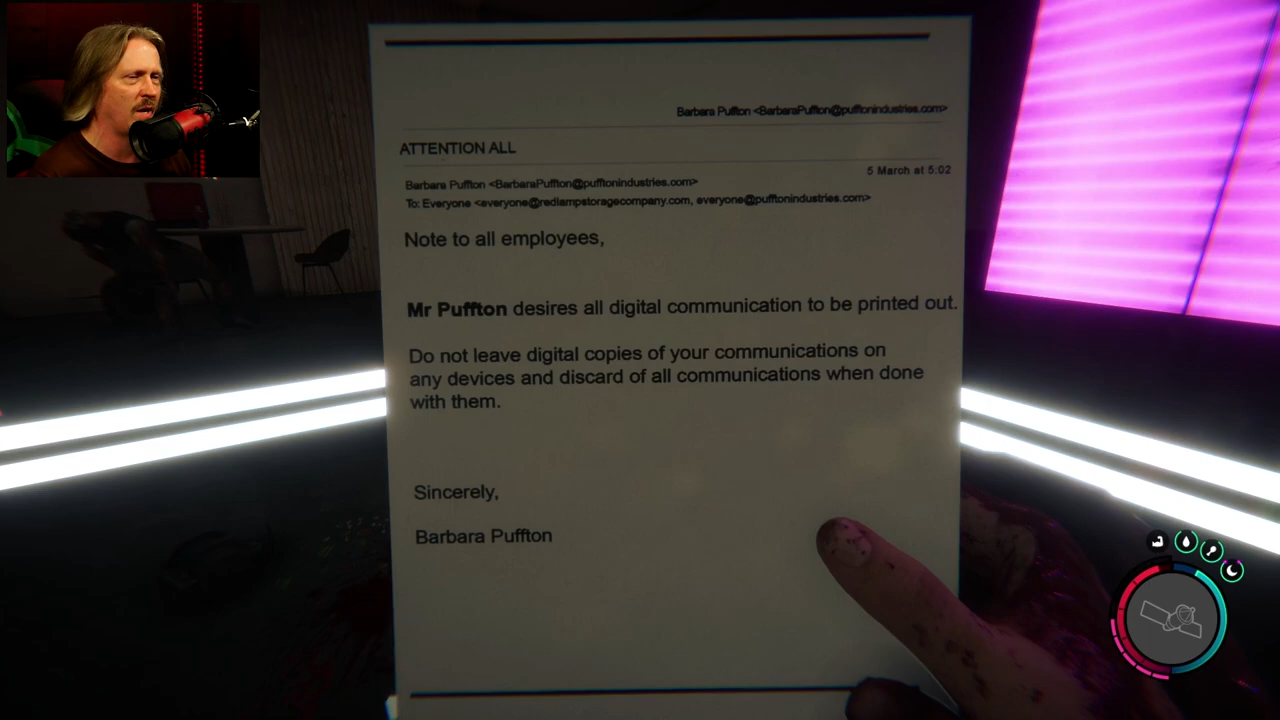 Barbara Puffton <BarbaraPuffton@pufftonindustries.com>
ATTENTION ALL
5 March at 5:02
Barbara Puffton <BarbaraPuffton@pufftonindustries.com>
To: Everyone <everyone@redlampstoragecompany.com, everyone@pufftonindustries.com>
Note to all employees,
Mr Puffton desires all digital communication to be printed out.
Do not leave digital copies of your communications on
any devices and discard of all communications when done
with them.
Sincerely,
Barbara Puffton